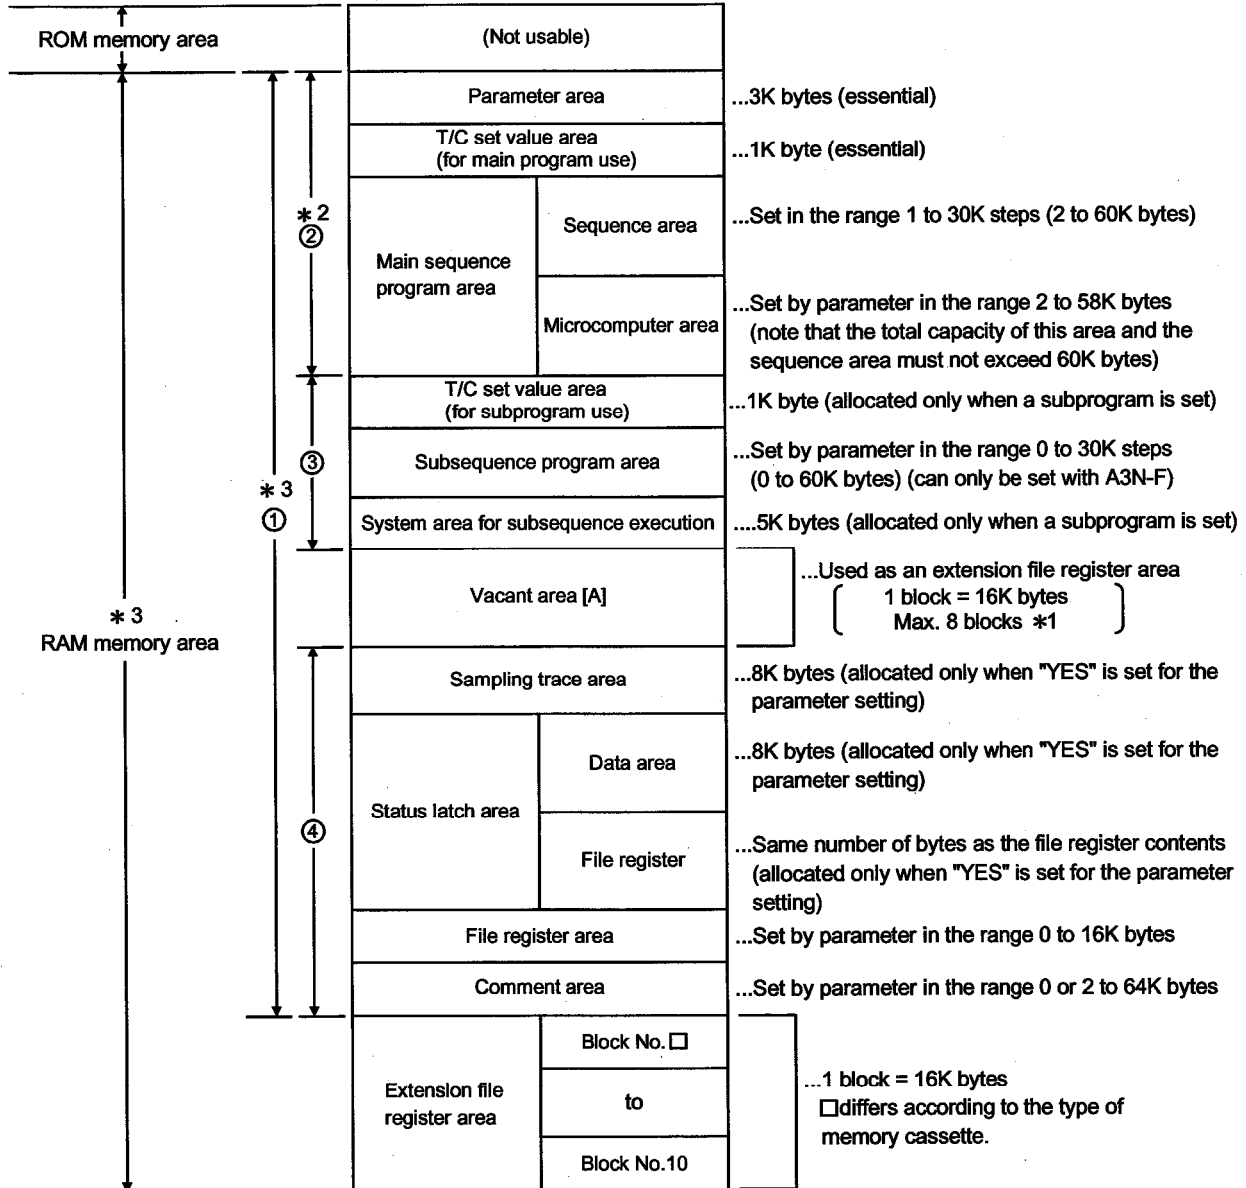 ROM memory area
(Not usable)
Parameter area
...3K bytes (essential)
T/C set value area
(for main program use)
...1K byte (essential)
*2
②
Main sequence
program area
Sequence area
...Set in the range 1 to 30K steps (2 to 60K bytes)
Microcomputer area
...Set by parameter in the range 2 to 58K bytes
(note that the total capacity of this area and the
sequence area must not exceed 60K bytes)
T/C set value area
(for subprogram use)
...1K byte (allocated only when a subprogram is set)
③
Subsequence program area
...Set by parameter in the range 0 to 30K steps
(0 to 60K bytes) (can only be set with A3N-F)
*3
①
System area for subsequence execution
....5K bytes (allocated only when a subprogram is set)
Vacant area [A]
...Used as an extension file register area
1 block = 16K bytes
Max. 8 blocks *1
*3
RAM memory area
Sampling trace area
...8K bytes (allocated only when "YES" is set for the
parameter setting)
④
Status latch area
Data area
...8K bytes (allocated only when "YES" is set for the
parameter setting)
File register
...Same number of bytes as the file register contents
(allocated only when "YES" is set for the parameter
setting)
File register area
...Set by parameter in the range 0 to 16K bytes
Comment area
...Set by parameter in the range 0 or 2 to 64K bytes
Extension file
register area
Block No.□
to
Block No.10
...1 block = 16K bytes
□differs according to the type of
memory cassette.